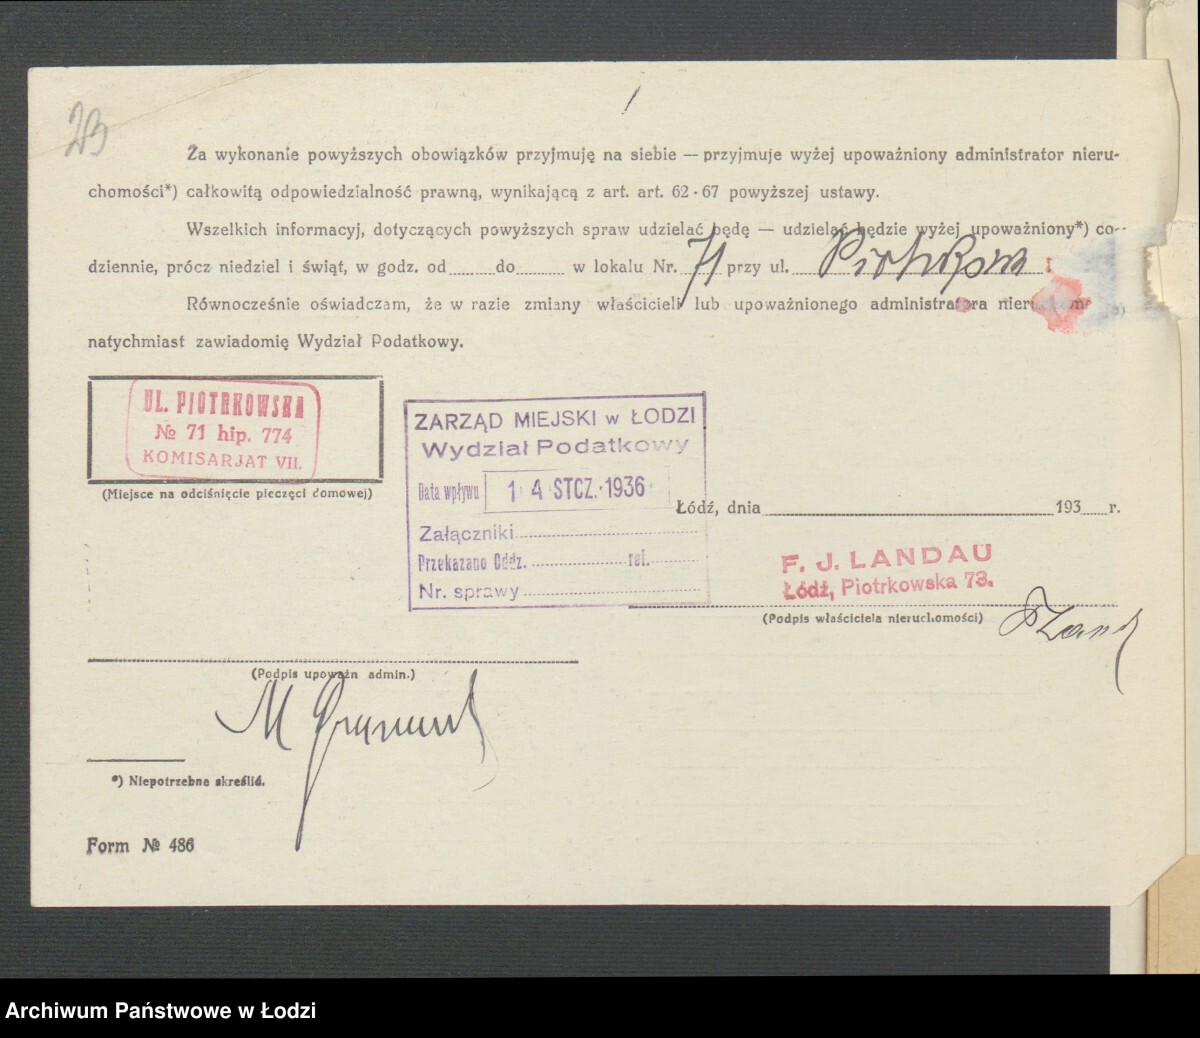 23
Za wykonanie powyższych obowiązków przyjmuję na siebie — przyjmuje wyżej upoważniony administrator nieru-
chomości*) całkowitą odpowiedzialność prawną, wynikającą z art. art. 62-67 powyższej ustawy.
Wszelkich informacyj, dotyczących powyższych spraw udzielać będę — udzielać będzie wyżej upoważniony*) co-
dziennie, prócz niedziel i świąt, w godz. od ...... do ...... w lokalu Nr. 71 przy ul. Piotrkows
Równocześnie oświadczam, że w razie zmiany właścicieli lub upoważnionego administratora
natychmiast zawiadomię Wydział Podatkowy.
UL. PIOTRKOWSKA
№ 71 hip. 774
KOMISARJAT VII.
(Miejsce na odciśnięcie pieczęci domowej)
ZARZĄD MIEJSKI w ŁODZI
Wydział Podatkowy
Data wpływu 14 STCZ. 1936
Załączniki
Przekazano Oddz. ref.
Nr. sprawy
Łódź, dnia 193 r.
F. J. LANDAU
Łódź, Piotrkowska 73.
(Podpis właściciela nieruchomości)
(Podpis upoważn admin.)
*) Niepotrzebne skreślić.
Form № 486
Archiwum Państwowe w Łodzi